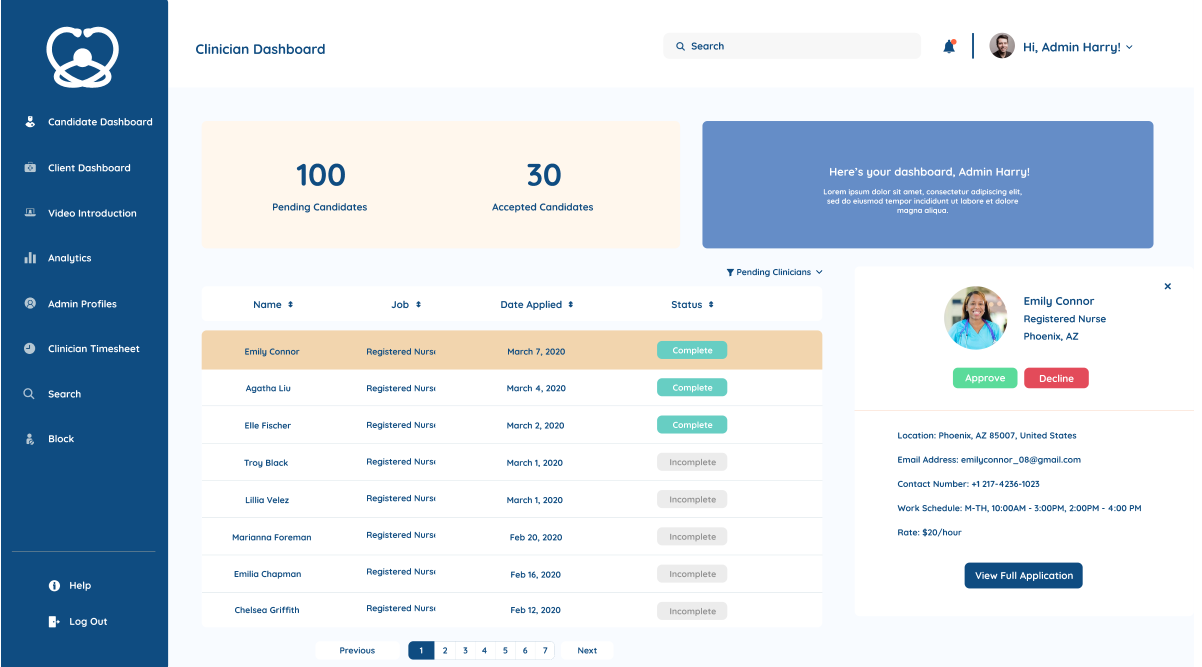 Clinician Dashboard
Search
Hi, Admin Harry!
Candidate Dashboard
Client Dashboard
Video Introduction
Analytics
Admin Profiles
Clinician Timesheet
Search
Block
Help
Log Out
100
Pending Candidates
30
Accepted Candidates
Here's your dashboard, Admin Harry!
Lorem ipsum dolor sit amet, consectetur adipiscing elit,
sed do eiusmod tempor incididunt ut labore et dolore
magna aliqua.
Pending Clinicians
Name Job Date Applied Status
Emily Connor Registered Nurse March 7, 2020 Complete
Agatha Liu Registered Nurse March 4, 2020 Complete
Elle Fischer Registered Nurse March 2, 2020 Complete
Troy Black Registered Nurse March 1, 2020 Incomplete
Lillia Velez Registered Nurse March 1, 2020 Incomplete
Marianna Foreman Registered Nurse Feb 20, 2020 Incomplete
Emilia Chapman Registered Nurse Feb 16, 2020 Incomplete
Chelsea Griffith Registered Nurse Feb 12, 2020 Incomplete
Previous 1 2 3 4 5 6 7 Next
Emily Connor
Registered Nurse
Phoenix, AZ
Approve Decline
Location: Phoenix, AZ 85007, United States
Email Address: emilyconnor_08@gmail.com
Contact Number: +1 217-4236-1023
Work Schedule: M-TH, 10:00AM - 3:00PM, 2:00PM - 4:00 PM
Rate: $20/hour
View Full Application